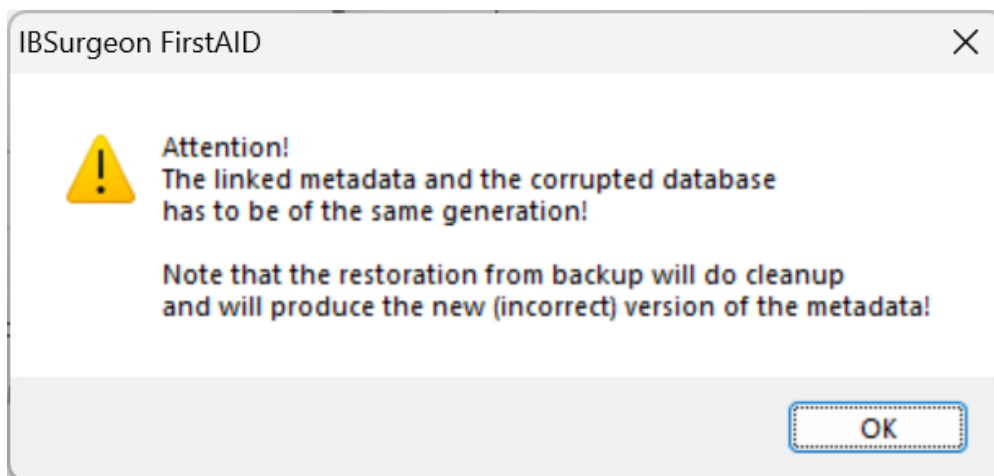 IBSurgeon FirstAID
Attention!
The linked metadata and the corrupted database
has to be of the same generation!
Note that the restoration from backup will do cleanup
and will produce the new (incorrect) version of the metadata!
OK